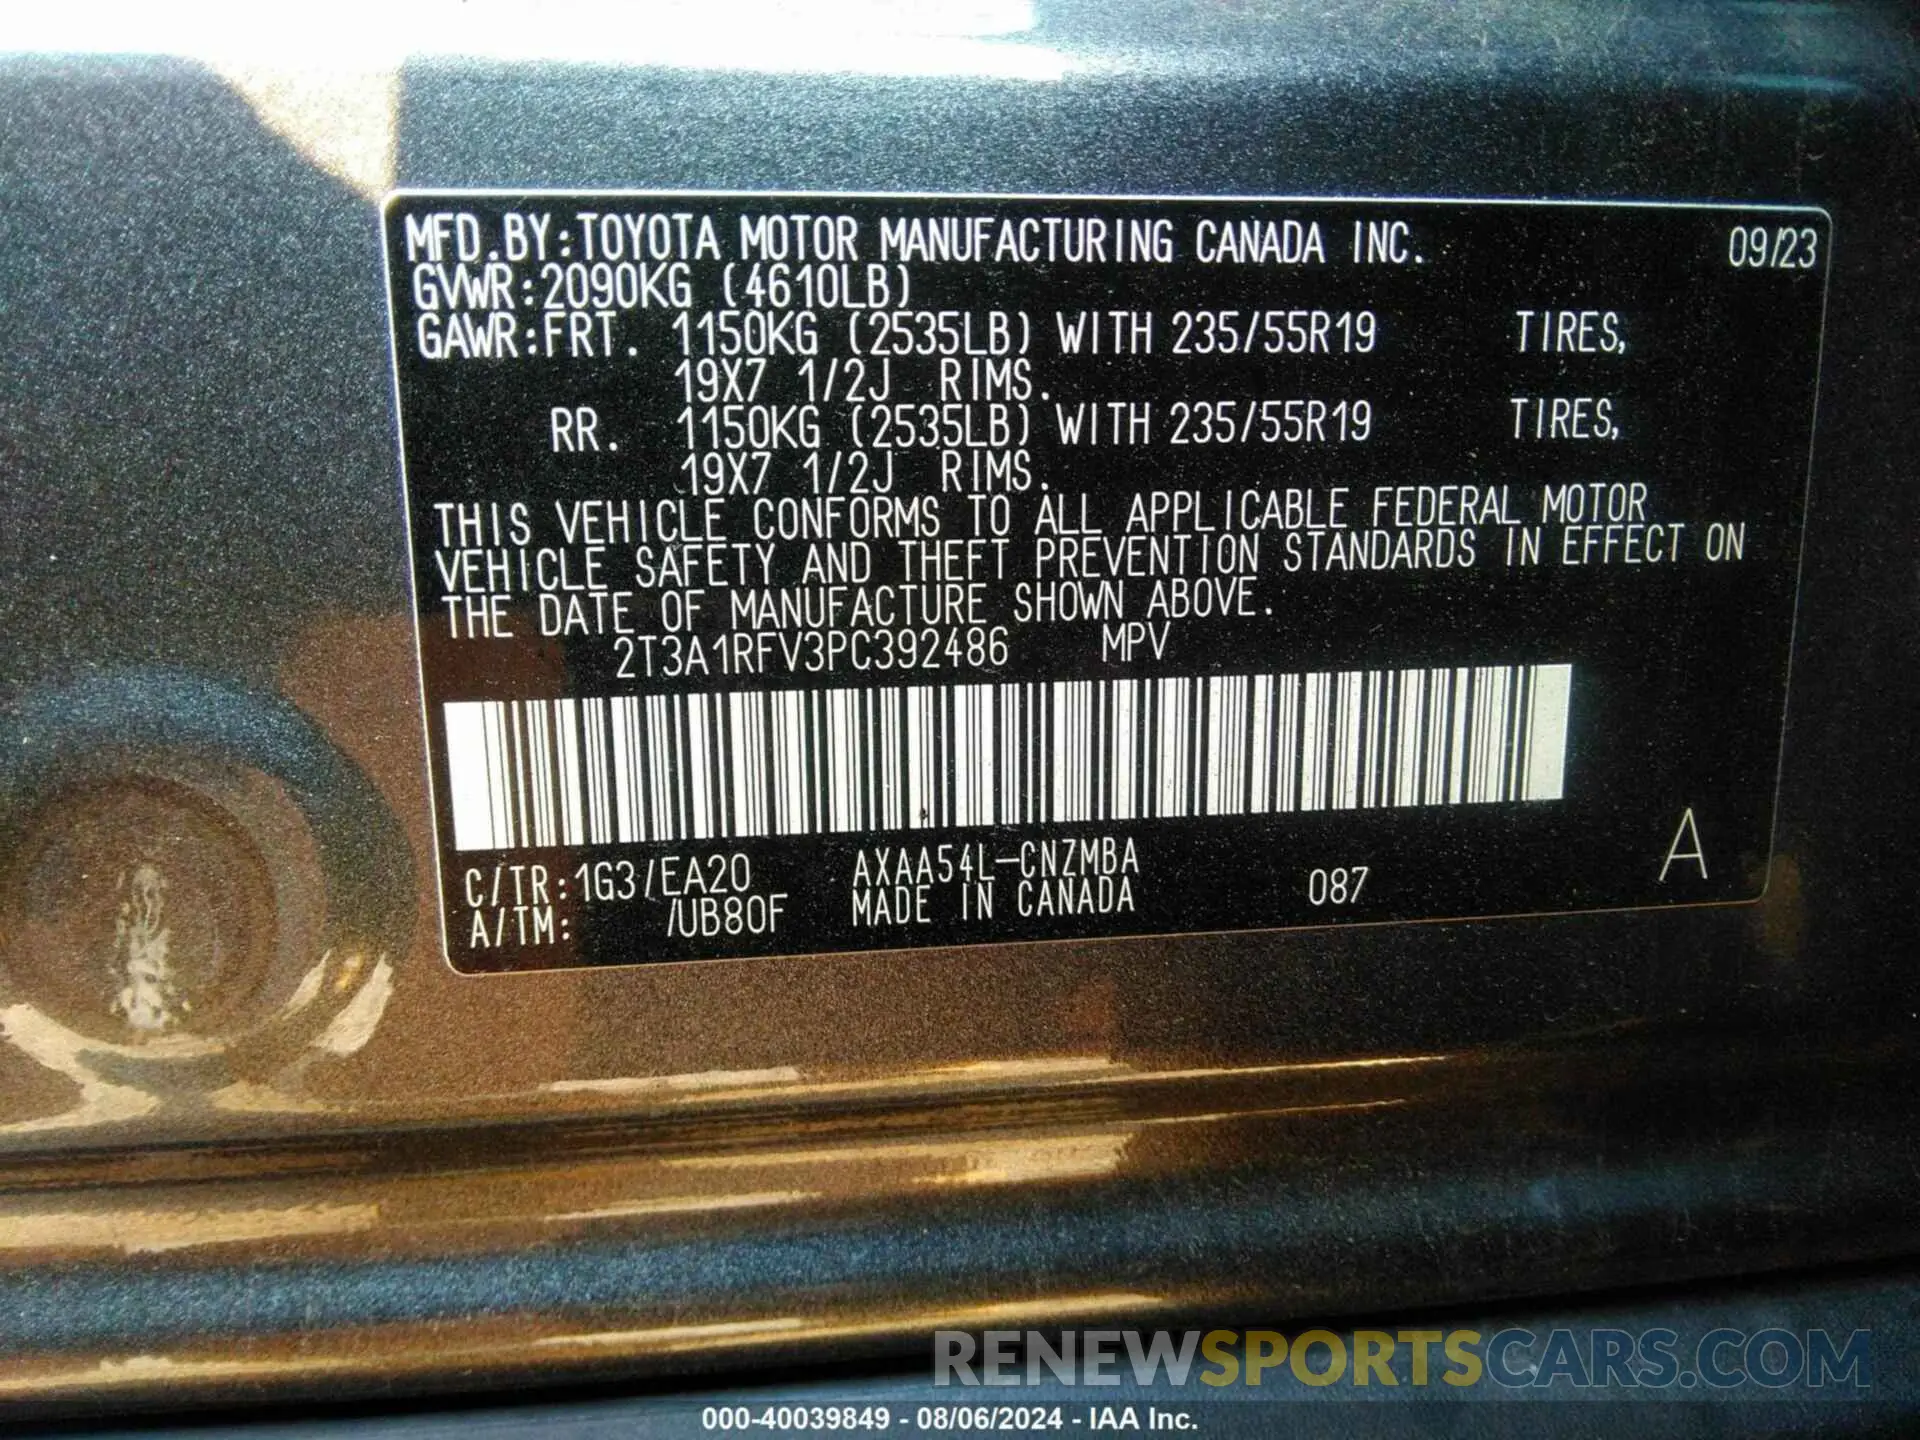 MFD.BY:TOYOTA MOTOR MANUFACTURING CANADA INC. 09/23
GVWR:2090KG (4610LB)
GAWR:FRT. 1150KG (2535LB) WITH 235/55R19 TIRES,
19X7 1/2J RIMS.
RR. 1150KG (2535LB) WITH 235/55R19 TIRES,
19X7 1/2J RIMS.
THIS VEHICLE CONFORMS TO ALL APPLICABLE FEDERAL MOTOR
VEHICLE SAFETY AND THEFT PREVENTION STANDARDS IN EFFECT ON
THE DATE OF MANUFACTURE SHOWN ABOVE.
2T3A1RFV3PC392486 MPV
C/TR:1G3/EA20 AXAA54L-CNZMBA
A/TM: /UB80F MADE IN CANADA 087 A
RENEWSPORTSCARS.COM
000-40039849 - 08/06/2024 - IAA Inc.